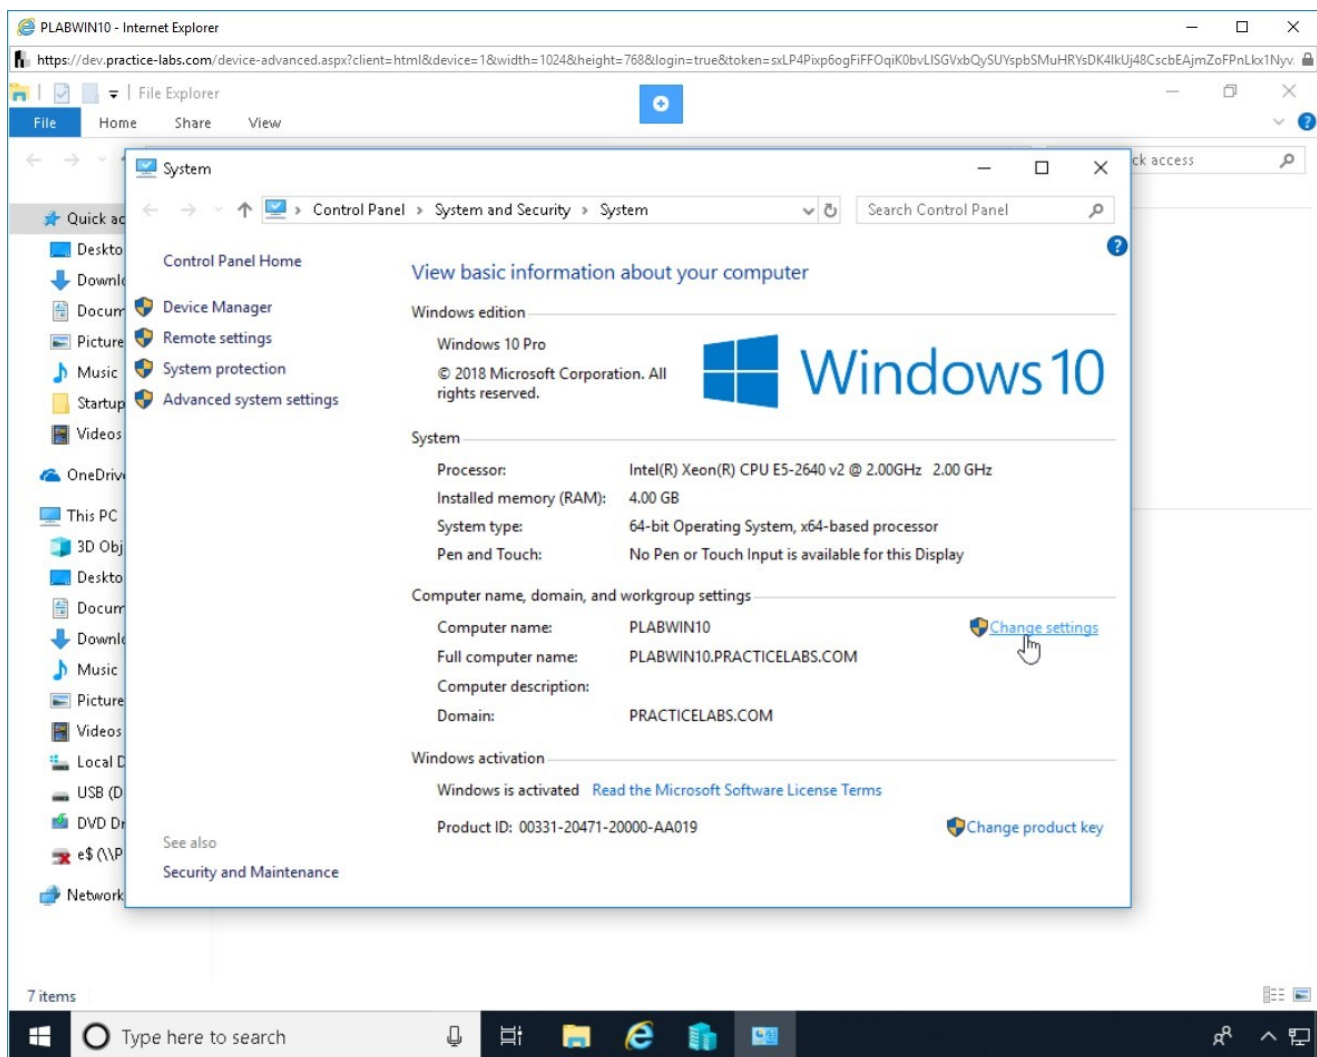 PLABWIN10 - Internet Explorer
https://dev.practice-labs.com/device-advanced.aspx?client=html&device=1&width=1024&height=768&login=true&token=sxLP4Pixp6ogFiFFOqiK0bvLISGVxbQySUYspbSMuHRYsDK4IkUj48CscbEAjmZoFPnLkx1Nyv
File Explorer
File Home Share View
ck access
System
Control Panel › System and Security › System
Search Control Panel
Quick ac
Deskto
Downlo
Docum
Picture
Music
Startup
Videos
OneDrive
This PC
3D Obj
Deskto
Docum
Downlo
Music
Picture
Videos
Local D
USB (D
DVD Dr
e$ (\\P
Network
Control Panel Home
Device Manager
Remote settings
System protection
Advanced system settings
See also
Security and Maintenance
View basic information about your computer
Windows edition
Windows 10 Pro
© 2018 Microsoft Corporation. All
rights reserved.
Windows 10
System
Processor: Intel(R) Xeon(R) CPU E5-2640 v2 @ 2.00GHz 2.00 GHz
Installed memory (RAM): 4.00 GB
System type: 64-bit Operating System, x64-based processor
Pen and Touch: No Pen or Touch Input is available for this Display
Computer name, domain, and workgroup settings
Computer name: PLABWIN10 Change settings
Full computer name: PLABWIN10.PRACTICELABS.COM
Computer description:
Domain: PRACTICELABS.COM
Windows activation
Windows is activated Read the Microsoft Software License Terms
Product ID: 00331-20471-20000-AA019 Change product key
7 items
Type here to search